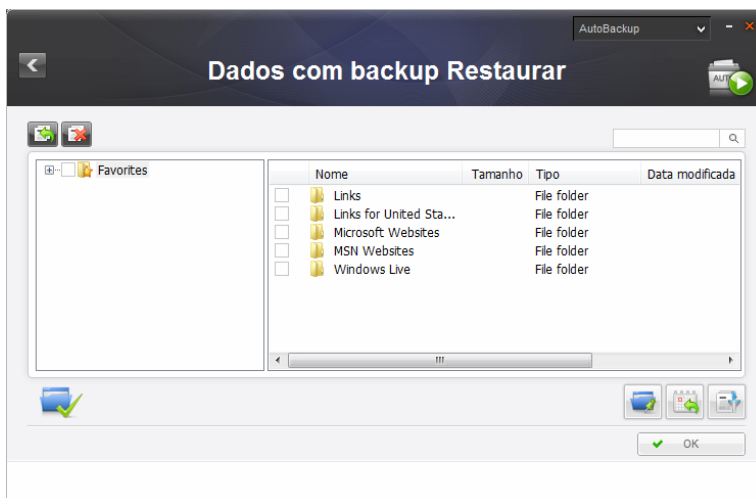 AutoBackup
Dados com backup Restaurar
AUTO
Favorites
Nome Tamanho Tipo Data modificada
Links File folder
Links for United Sta... File folder
Microsoft Websites File folder
MSN Websites File folder
Windows Live File folder
OK